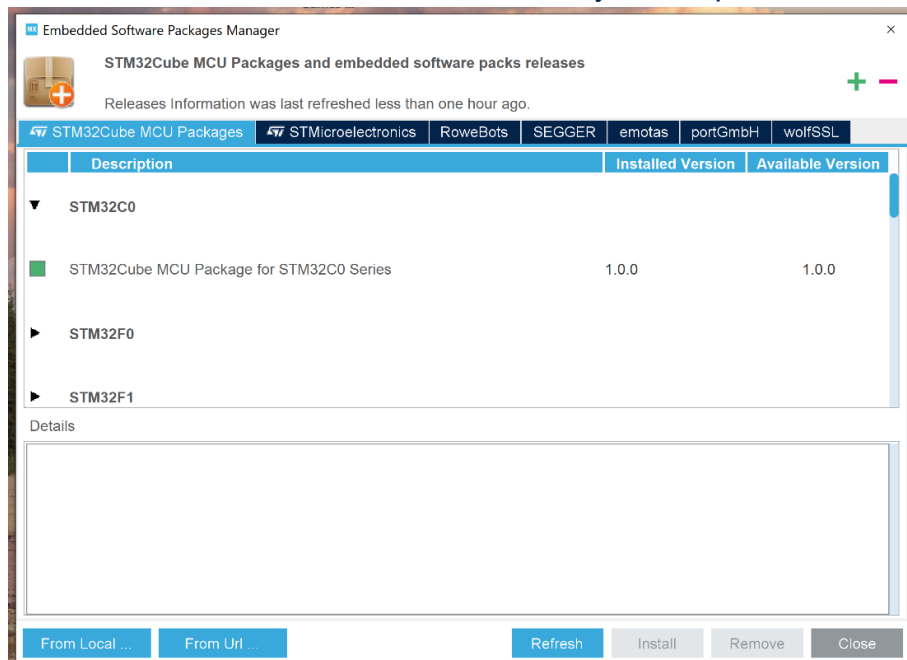 MX Embedded Software Packages Manager
STM32Cube MCU Packages and embedded software packs releases
Releases Information was last refreshed less than one hour ago.
STM32Cube MCU Packages STMicroelectronics RoweBots SEGGER emotas portGmbH wolfSSL
Description Installed Version Available Version
STM32C0
STM32Cube MCU Package for STM32C0 Series 1.0.0 1.0.0
STM32F0
STM32F1
Details
From Local ... From Url ... Refresh Install Remove Close